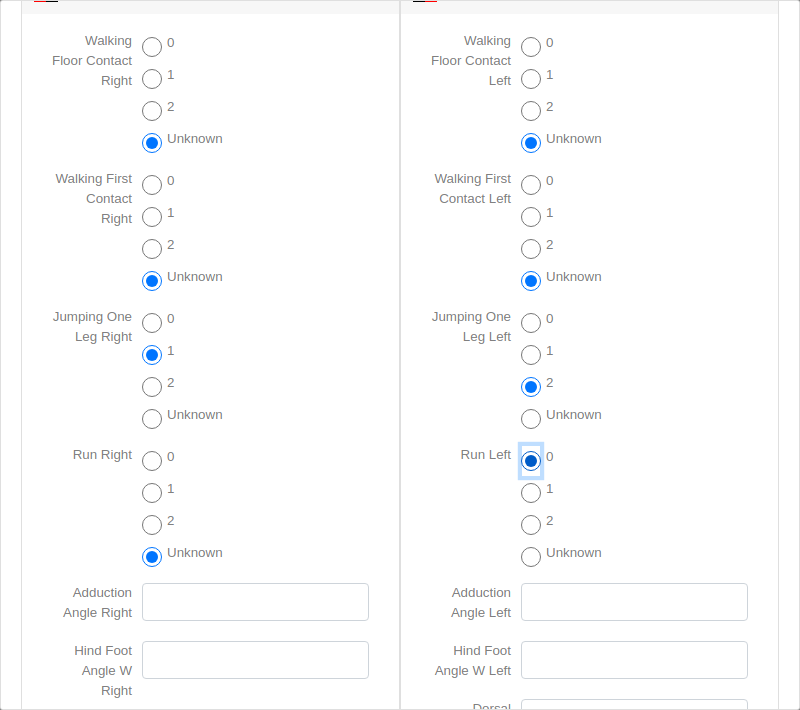 Walking
Floor Contact
Right
0
1
2
Unknown
Walking First
Contact
Right
0
1
2
Unknown
Jumping One
Leg Right
0
1
2
Unknown
Run Right
0
1
2
Unknown
Adduction
Angle Right
Hind Foot
Angle W
Right
Walking
Floor Contact
Left
0
1
2
Unknown
Walking First
Contact Left
0
1
2
Unknown
Jumping One
Leg Left
0
1
2
Unknown
Run Left
0
1
2
Unknown
Adduction
Angle Left
Hind Foot
Angle W Left
Dorsal